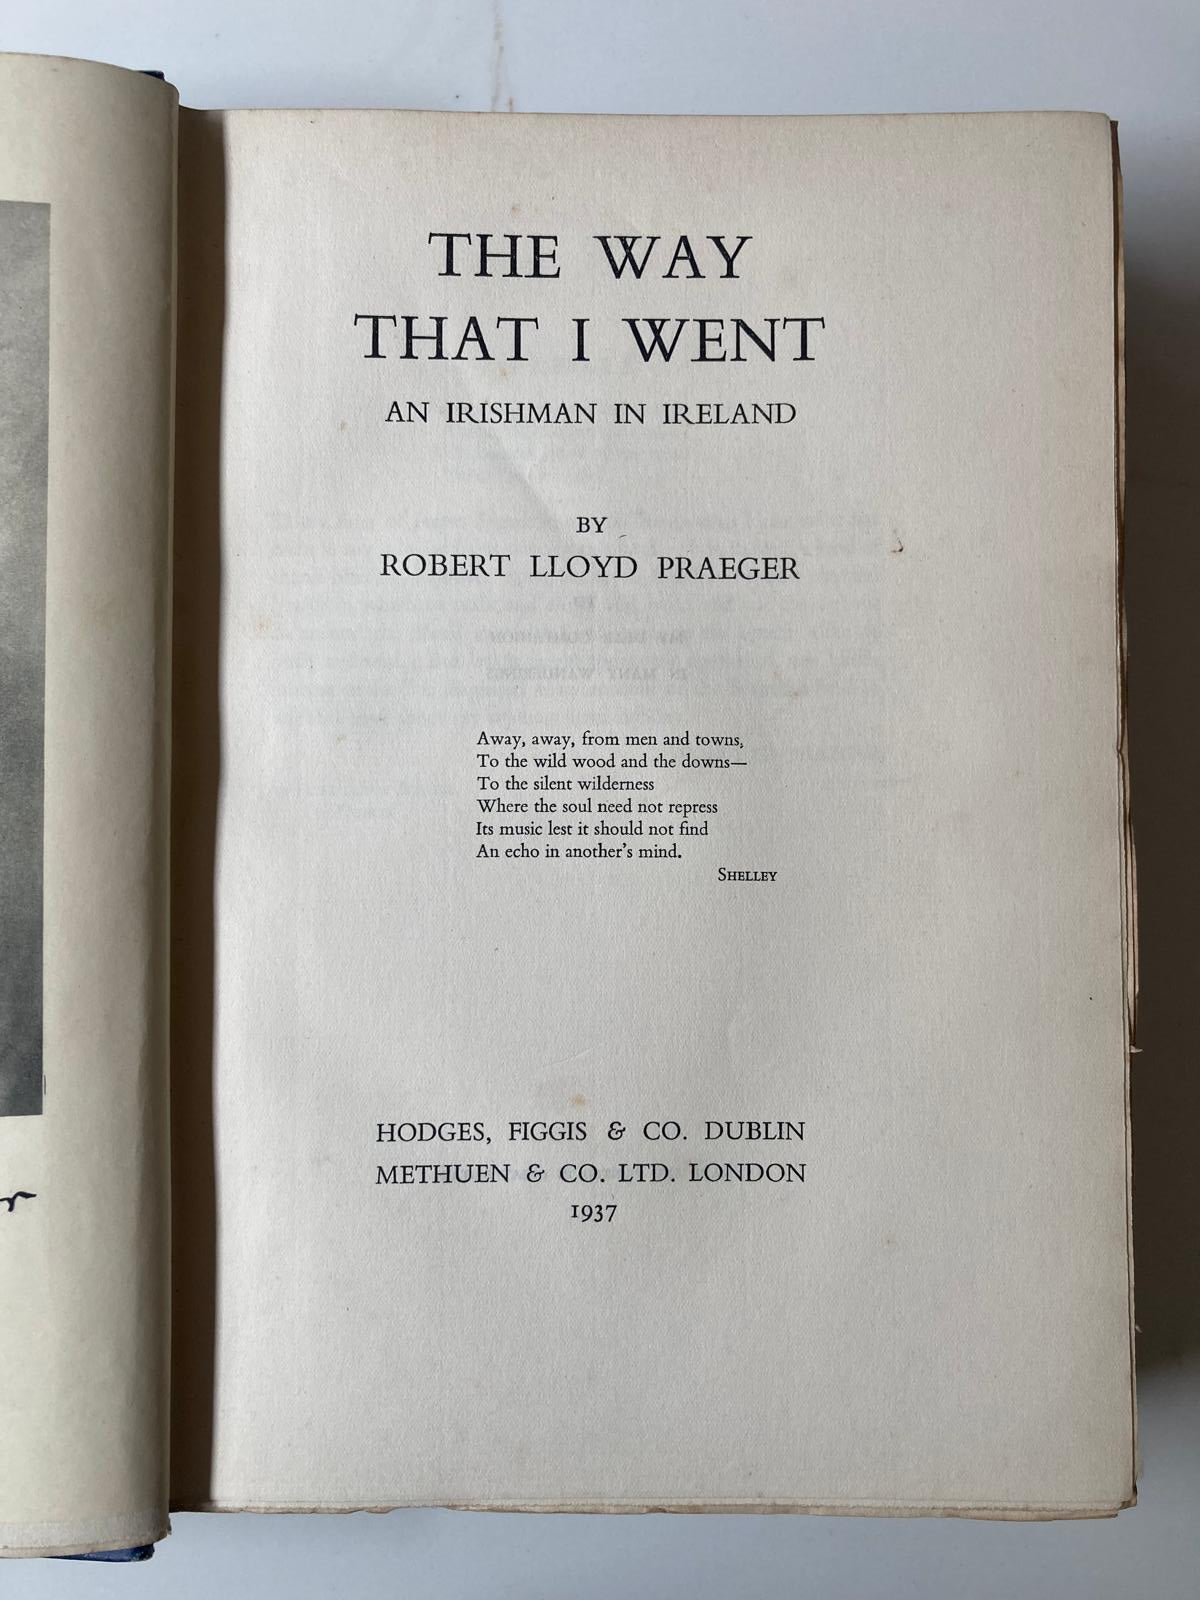 THE WAY
THAT I WENT
AN IRISHMAN IN IRELAND
BY
ROBERT LLOYD PRAEGER
Away, away, from men and towns,
To the wild wood and the downs—
To the silent wilderness
Where the soul need not repress
Its music lest it should not find
An echo in another's mind.
SHELLEY
HODGES, FIGGIS & CO. DUBLIN
METHUEN & CO. LTD. LONDON
1937